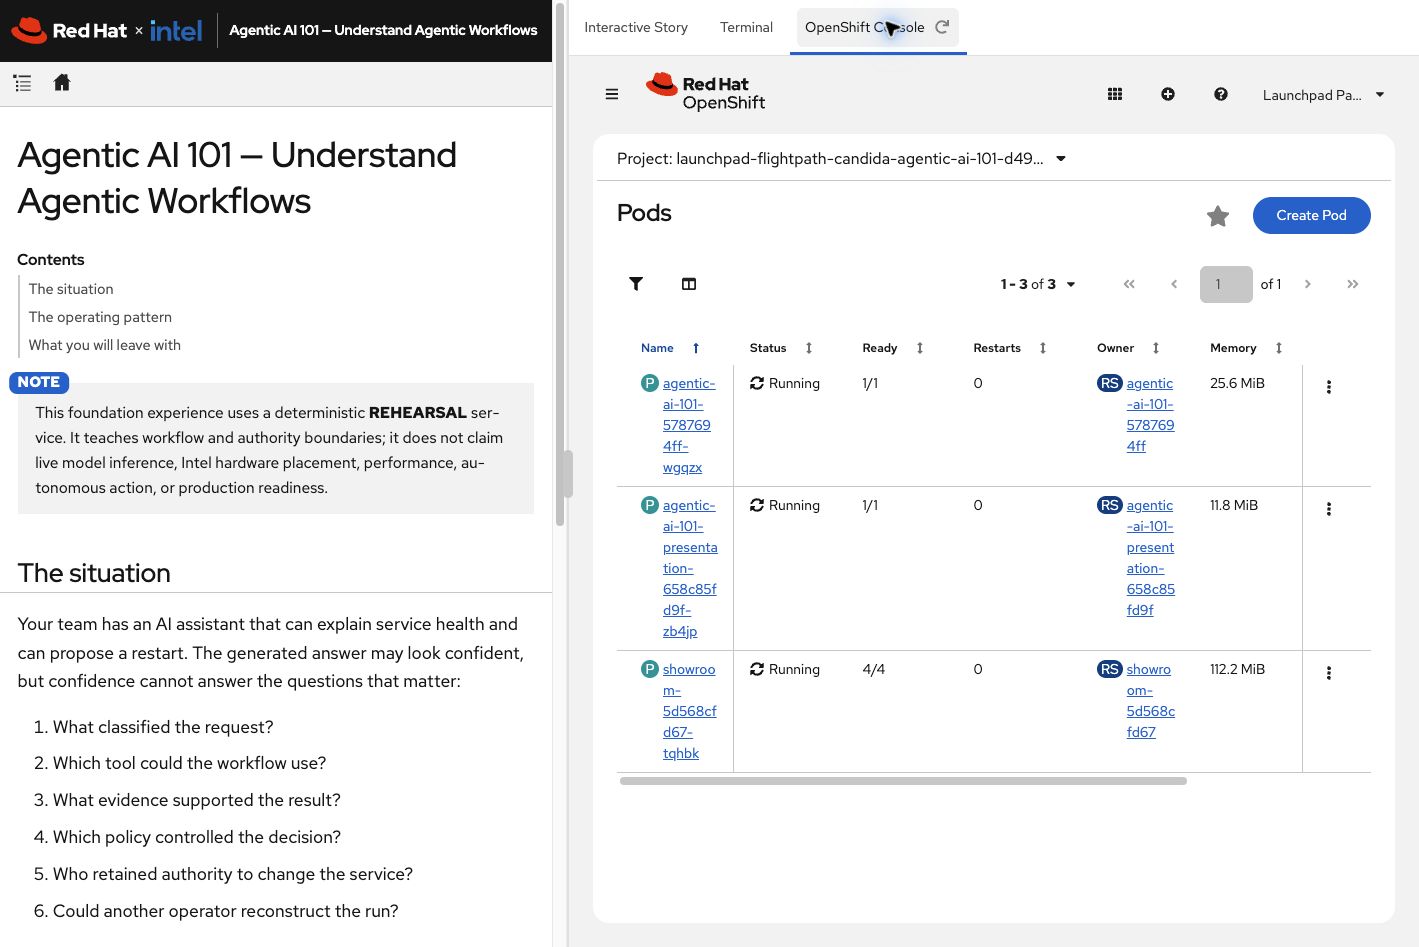 Red Hat × intel Agentic AI 101 — Understand Agentic Workflows
Agentic AI 101 — Understand
Agentic Workflows
Contents
The situation
The operating pattern
What you will leave with
NOTE
This foundation experience uses a deterministic REHEARSAL ser-
vice. It teaches workflow and authority boundaries; it does not claim
live model inference, Intel hardware placement, performance, au-
tonomous action, or production readiness.
The situation
Your team has an AI assistant that can explain service health and
can propose a restart. The generated answer may look confident,
but confidence cannot answer the questions that matter:
1. What classified the request?
2. Which tool could the workflow use?
3. What evidence supported the result?
4. Which policy controlled the decision?
5. Who retained authority to change the service?
6. Could another operator reconstruct the run?
Interactive Story Terminal OpenShift Console
Red Hat
OpenShift
Launchpad Pa...
Project: launchpad-flightpath-candida-agentic-ai-101-d49...
Pods
Create Pod
1 - 3 of 3
1 of 1
Name Status Ready Restarts Owner Memory
P agentic- Running 1/1 0 RS agentic 25.6 MiB
ai-101- -ai-101-
578769 578769
4ff- 4ff
wgqzx
P agentic- Running 1/1 0 RS agentic 11.8 MiB
ai-101- -ai-101-
presenta present
tion- ation-
658c85f 658c85
d9f- fd9f
zb4jp
P showroo Running 4/4 0 RS showro 112.2 MiB
m- om-
5d568cf 5d568c
d67- fd67
tqhbk